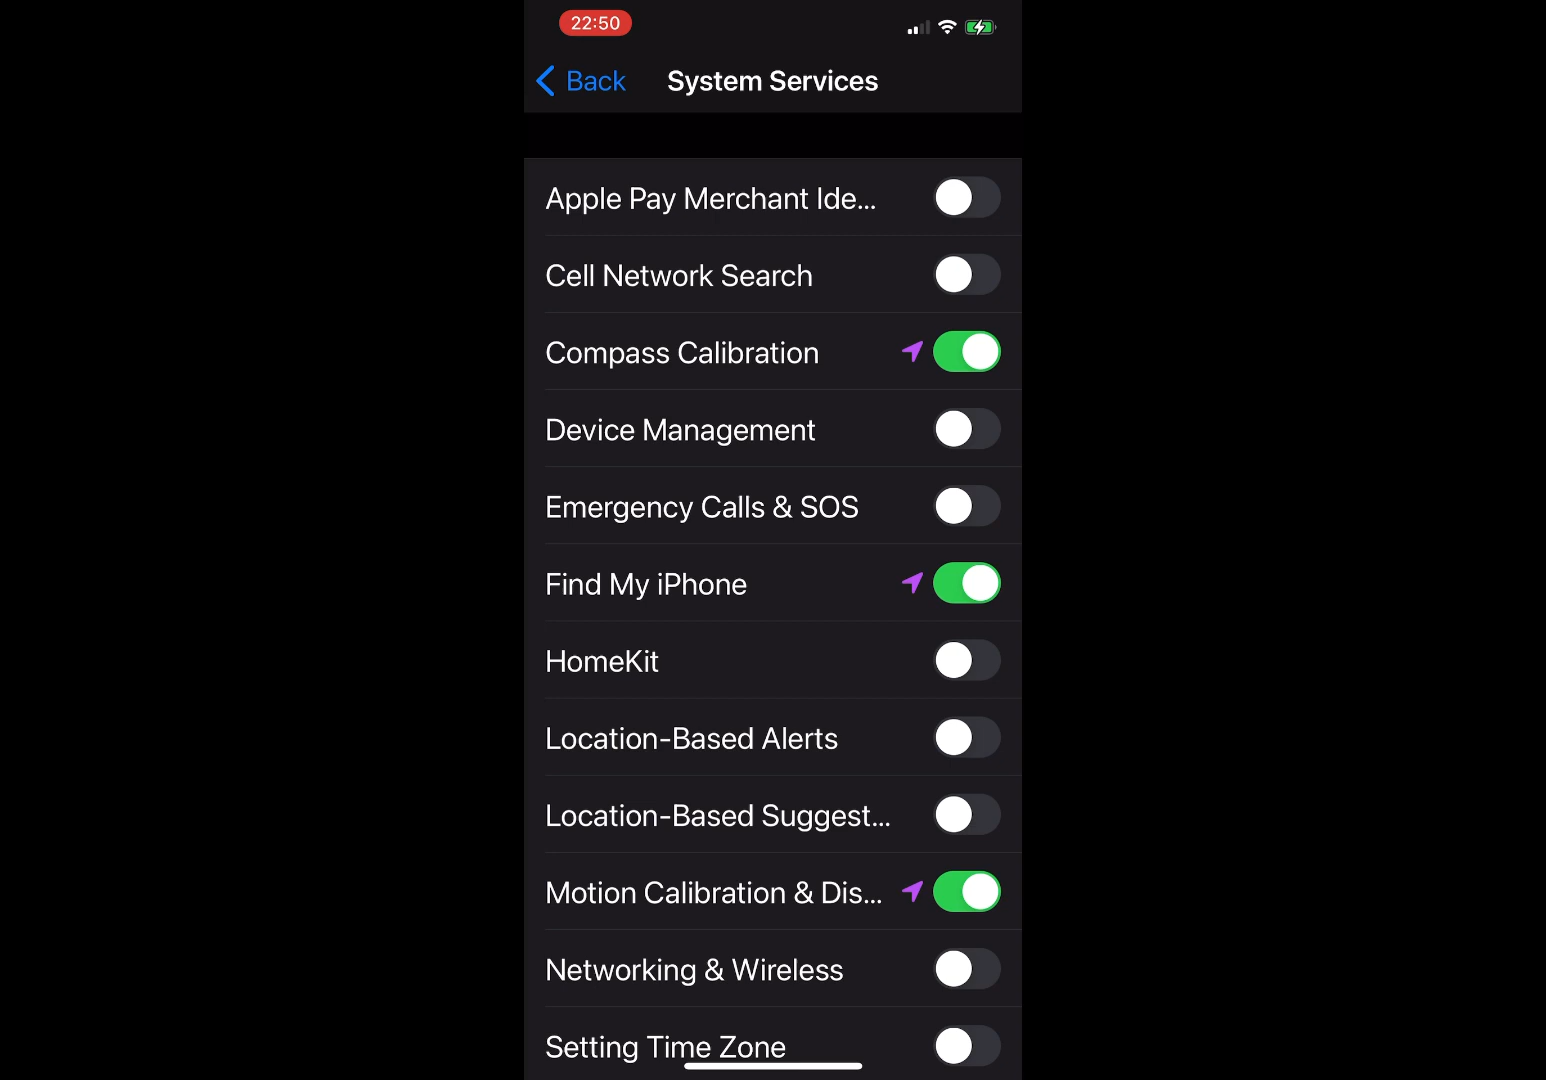 22:50
Back
System Services
Apple Pay Merchant Ide...
Cell Network Search
Compass Calibration
Device Management
Emergency Calls & SOS
Find My iPhone
HomeKit
Location-Based Alerts
Location-Based Suggest...
Motion Calibration & Dis...
Networking & Wireless
Setting Time Zone